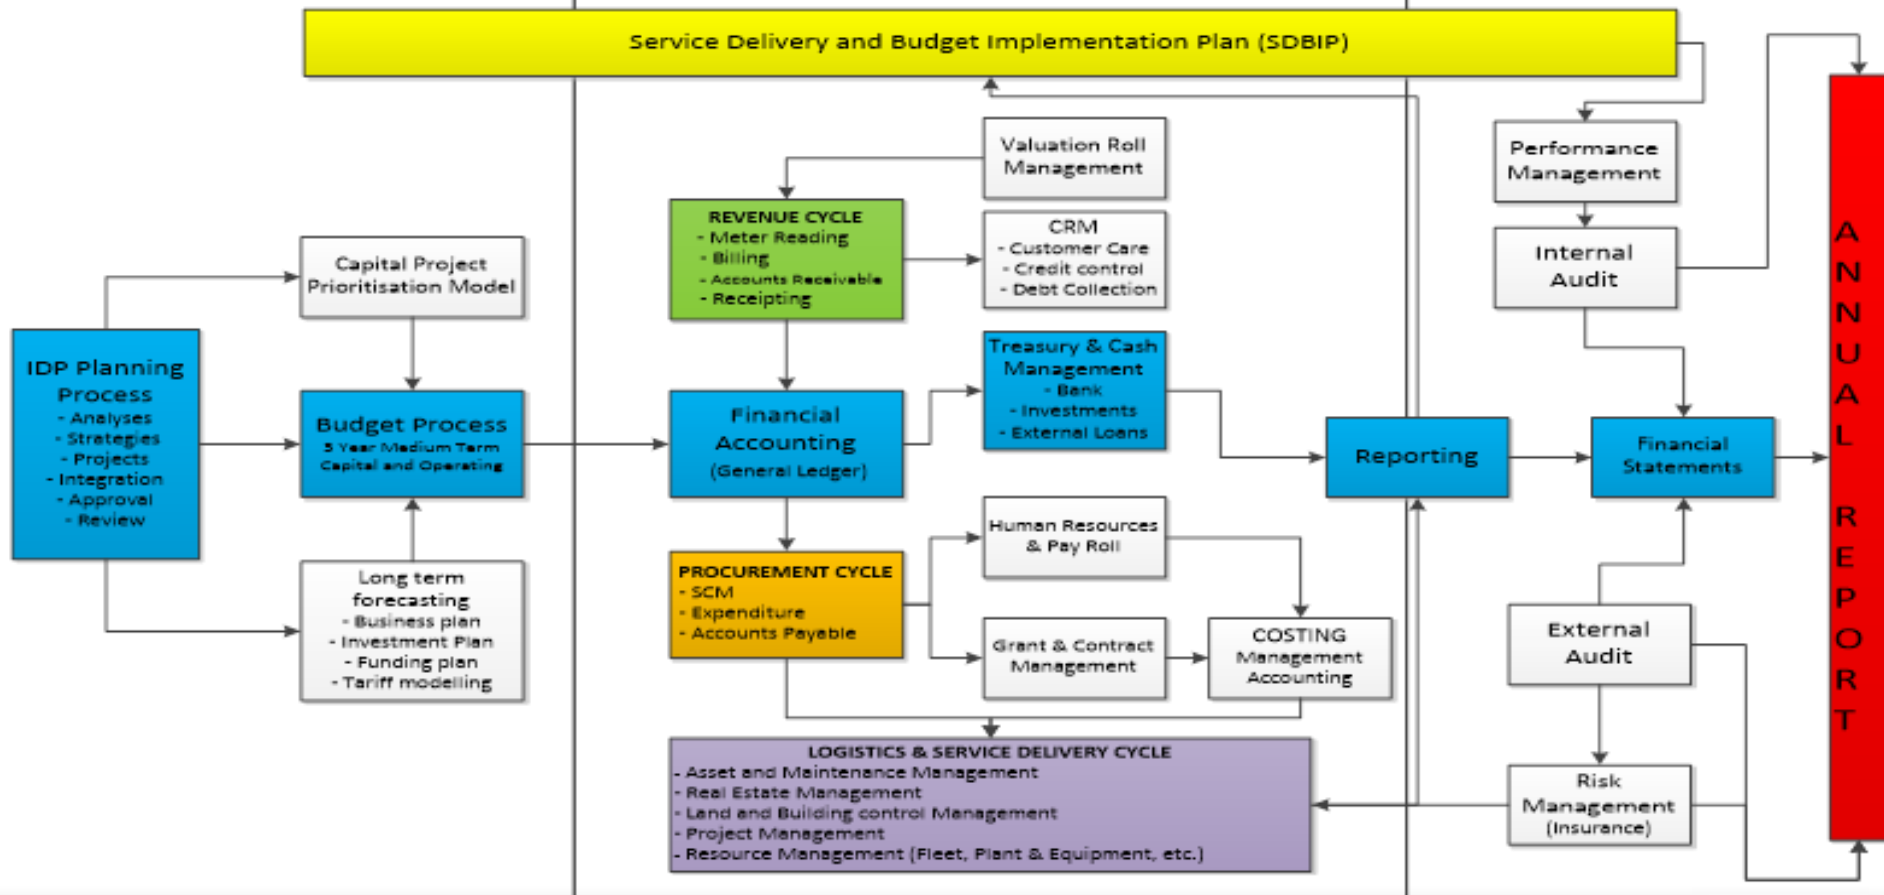 Service Delivery and Budget Implementation Plan (SDBIP)
IDP Planning
Process
- Analyses
- Strategies
- Projects
- Integration
- Approval
- Review
Capital Project
Prioritisation Model
Budget Process
3 Year Medium Term
Capital and Operating
Long term
forecasting
- Business plan
- Investment Plan
- Funding plan
- Tariff modelling
Valuation Roll
Management
REVENUE CYCLE
- Meter Reading
- Billing
- Accounts Receivable
- Receipting
CRM
- Customer Care
- Credit control
- Debt Collection
Financial
Accounting
(General Ledger)
Treasury & Cash
Management
- Bank
- Investments
- External Loans
PROCUREMENT CYCLE
- SCM
- Expenditure
- Accounts Payable
Human Resources
& Pay Roll
Grant & Contract
Management
COSTING
Management
Accounting
LOGISTICS & SERVICE DELIVERY CYCLE
- Asset and Maintenance Management
- Real Estate Management
- Land and Building control Management
- Project Management
- Resource Management (Fleet, Plant & Equipment, etc.)
Reporting
Performance
Management
Internal
Audit
Financial
Statements
External
Audit
Risk
Management
(Insurance)
ANNUAL REPORT